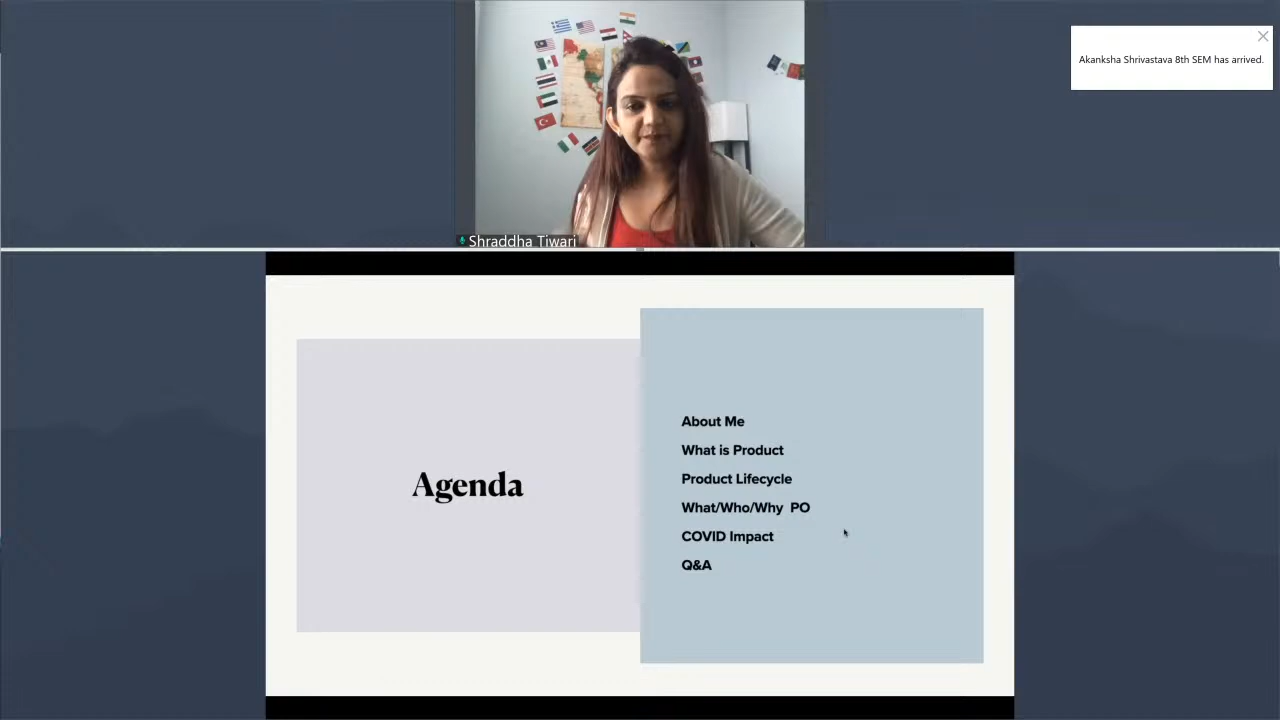 Akanksha Shrivastava 8th SEM has arrived.
Shraddha Tiwari
Agenda
About Me
What is Product
Product Lifecycle
What/Who/Why PO
COVID Impact
Q&A